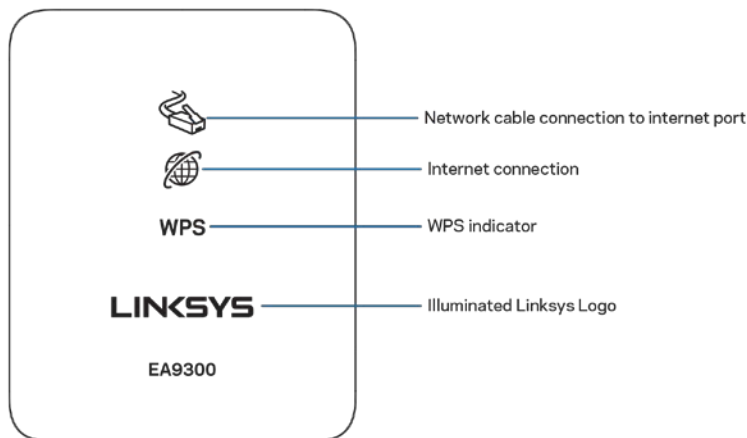 Network cable connection to internet port
Internet connection
WPS
WPS indicator
LINKSYS
Illuminated Linksys Logo
EA9300